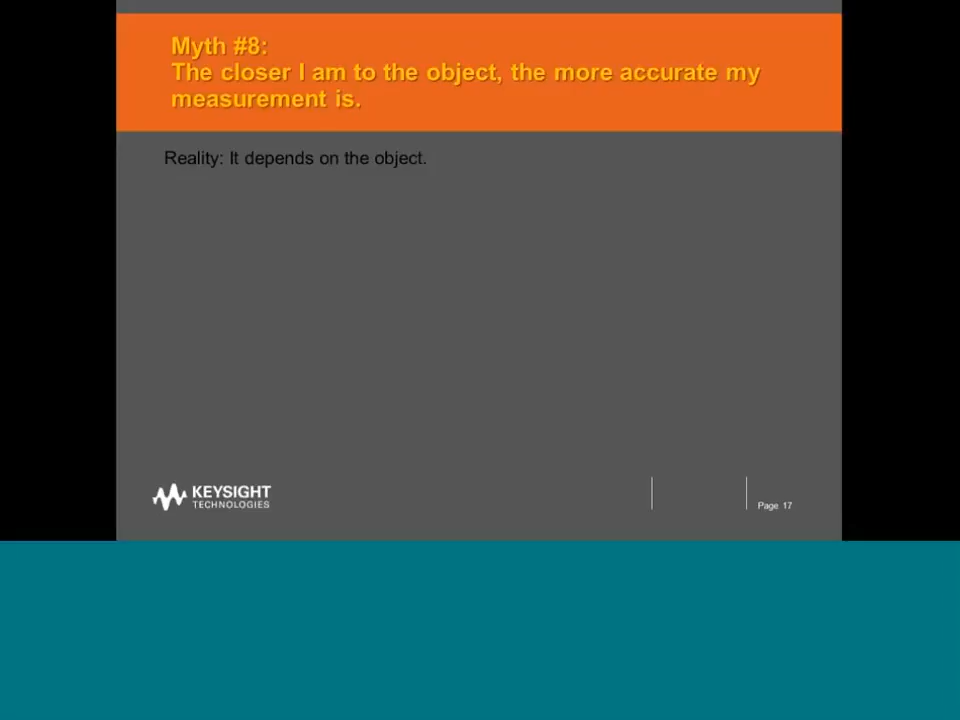 Myth #8:
The closer I am to the object, the more accurate my
measurement is.
Reality: It depends on the object.
KEYSIGHT
TECHNOLOGIES
Page 17